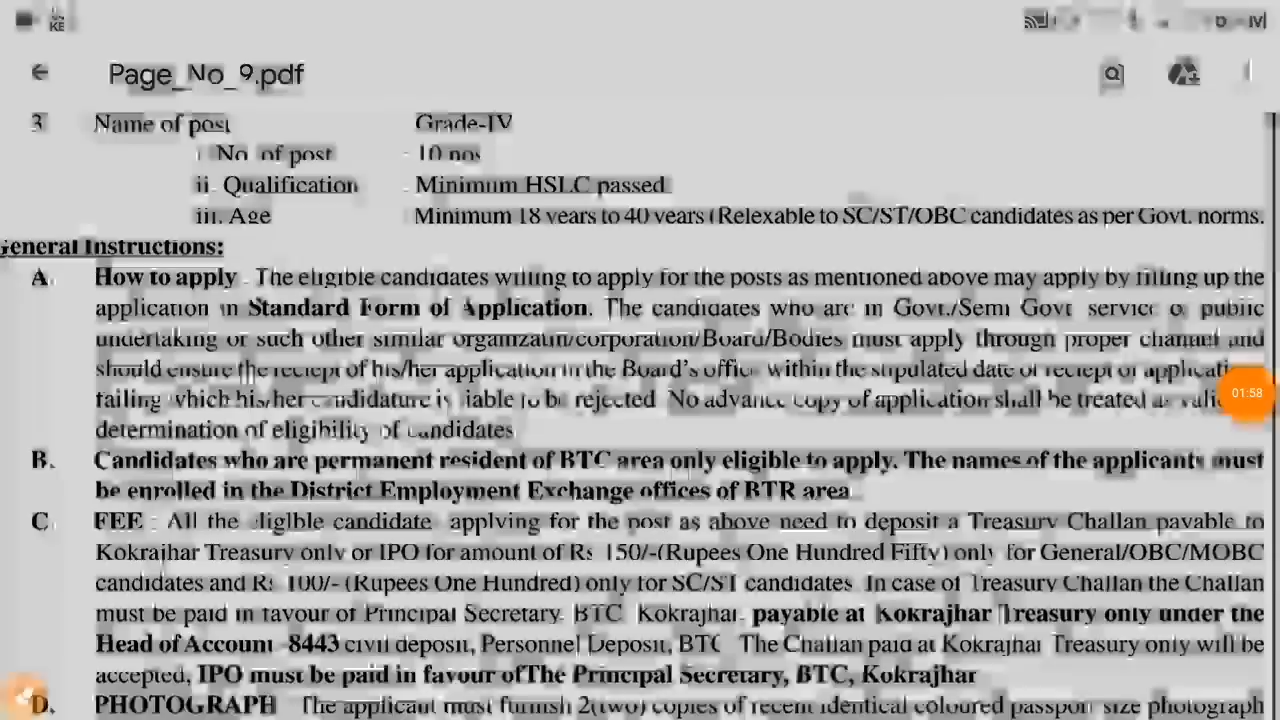 Page_No_9.pdf
3 Name of post Grade-IV
i No. of post - 10 nos
ii. Qualification - Minimum HSLC passed
iii. Age Minimum 18 years to 40 years (Relexable to SC/ST/OBC candidates as per Govt. norms.
General Instructions:
A. How to apply - The eligible candidates willing to apply for the posts as mentioned above may apply by filling up the
application in Standard Form of Application. The candidates who are in Govt./Semi Govt service or public
undertaking or such other similar organizatin/corporation/Board/Bodies must apply through proper channel and
should ensure the reciept of his/her application in the Board's office within the stipulated date of reciept of applicati
failing which his/her candidature is liable to be rejected No advance copy of application shall be treated as vali
determination of eligibility of candidates
B. Candidates who are permanent resident of BTC area only eligible to apply. The names of the applicants must
be enrolled in the District Employment Exchange offices of BTR area
C FEE : All the eligible candidate applying for the post as above need to deposit a Treasury Challan payable to
Kokrajhar Treasury only or IPO for amount of Rs 150/-(Rupees One Hundred Fifty) only for General/OBC/MOBC
candidates and Rs 100/- (Rupees One Hundred) only for SC/ST candidates In case of Treasury Challan the Challan
must be paid in favour of Principal Secretary BTC Kokrajhar payable at Kokrajhar Treasury only under the
Head of Account -8443 civil deposit, Personnel Deposit, BTC The Challan paid at Kokrajhar Treasury only will be
accepted, IPO must be paid in favour of The Principal Secretary, BTC, Kokrajhar
D. PHOTOGRAPH The applicant must furnish 2(two) copies of recent identical coloured passport size photograph
01:58